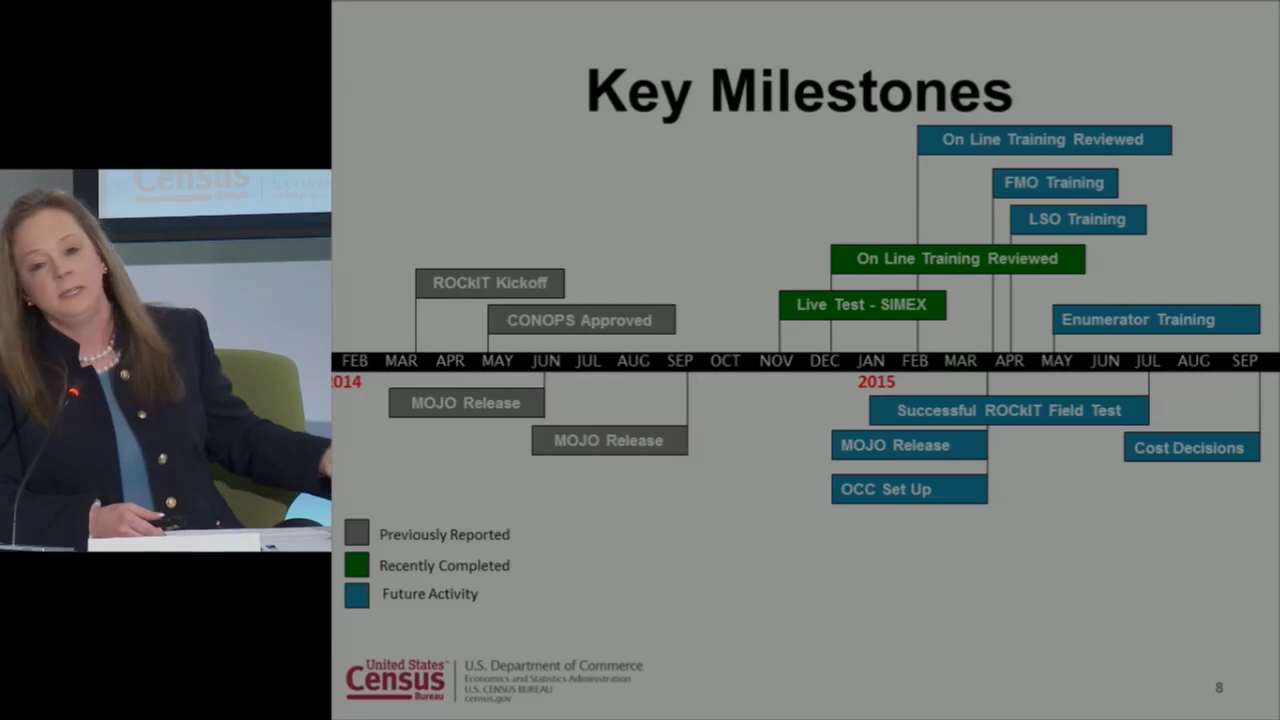 Key Milestones
On Line Training Reviewed
FMO Training
LSO Training
On Line Training Reviewed
ROCkIT Kickoff
Live Test - SIMEX
CONOPS Approved
Enumerator Training
FEB MAR APR MAY JUN JUL AUG SEP OCT NOV DEC JAN FEB MAR APR MAY JUN JUL AUG SEP
2014 2015
MOJO Release
Successful ROCkIT Field Test
MOJO Release
MOJO Release
Cost Decisions
OCC Set Up
Previously Reported
Recently Completed
Future Activity
United States™
Census
Bureau
U.S. Department of Commerce
Economics and Statistics Administration
U.S. CENSUS BUREAU
census.gov
8
Census
Bureau